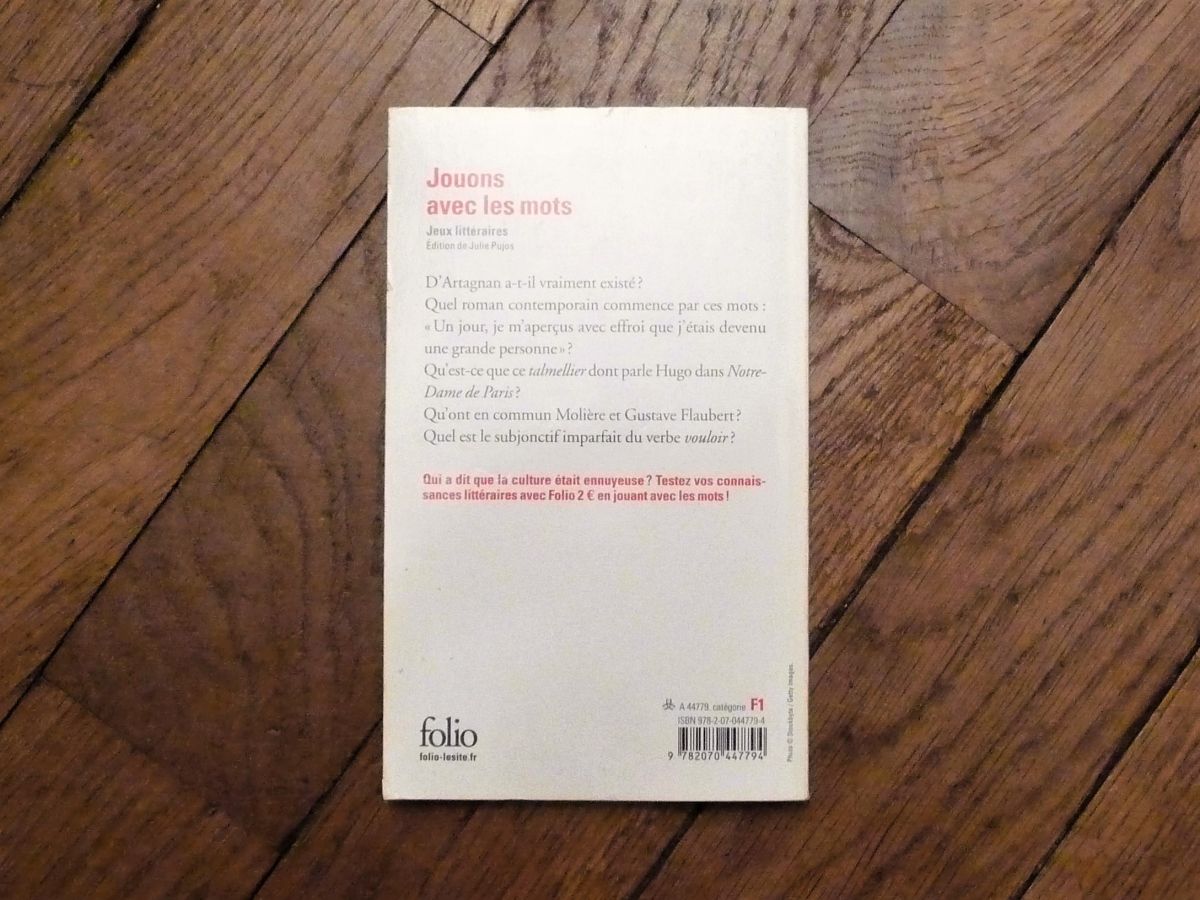 Jouons
avec les mots
Jeux littéraires
Édition de Julie Pujos
D'Artagnan a-t-il vraiment existé ?
Quel roman contemporain commence par ces mots :
« Un jour, je m'aperçus avec effroi que j'étais devenu
une grande personne » ?
Qu'est-ce que ce talmellier dont parle Hugo dans Notre-
Dame de Paris ?
Qu'ont en commun Molière et Gustave Flaubert ?
Quel est le subjonctif imparfait du verbe vouloir ?
Qui a dit que la culture était ennuyeuse ? Testez vos connais-
sances littéraires avec Folio 2 € en jouant avec les mots !
folio
folio-lesite.fr
A 44779. catégorie F1
ISBN 978-2-07-044779-4
9 782070 447794
Photo © Stockbyte / Getty Images.